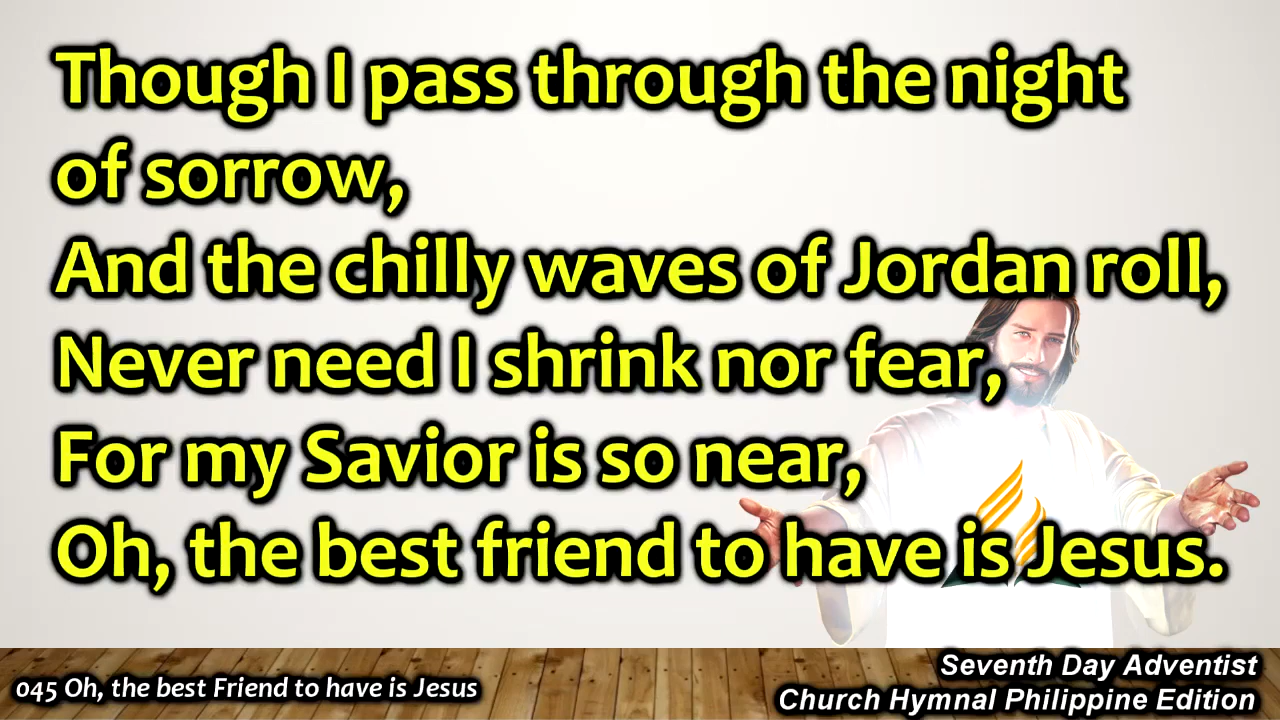 Though I pass through the night
of sorrow,
And the chilly waves of Jordan roll,
Never need I shrink nor fear,
For my Savior is so near,
Oh, the best friend to have is Jesus.
045 Oh, the best Friend to have is Jesus
Seventh Day Adventist
Church Hymnal Philippine Edition